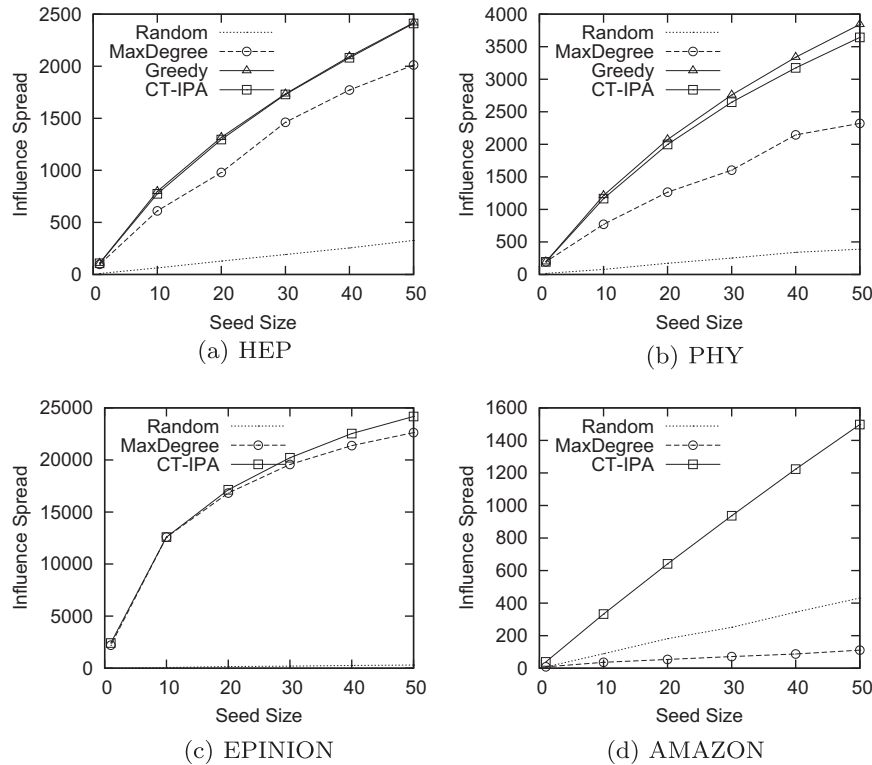 Influence Spread
3000
2500
2000
1500
1000
500
0
Random
MaxDegree
Greedy
CT-IPA
0 10 20 30 40 50
Seed Size
(a) HEP
Influence Spread
4000
3500
3000
2500
2000
1500
1000
500
0
Random
MaxDegree
Greedy
CT-IPA
0 10 20 30 40 50
Seed Size
(b) PHY
Influence Spread
25000
20000
15000
10000
5000
0
Random
MaxDegree
CT-IPA
0 10 20 30 40 50
Seed Size
(c) EPINION
Influence Spread
1600
1400
1200
1000
800
600
400
200
0
Random
MaxDegree
CT-IPA
0 10 20 30 40 50
Seed Size
(d) AMAZON